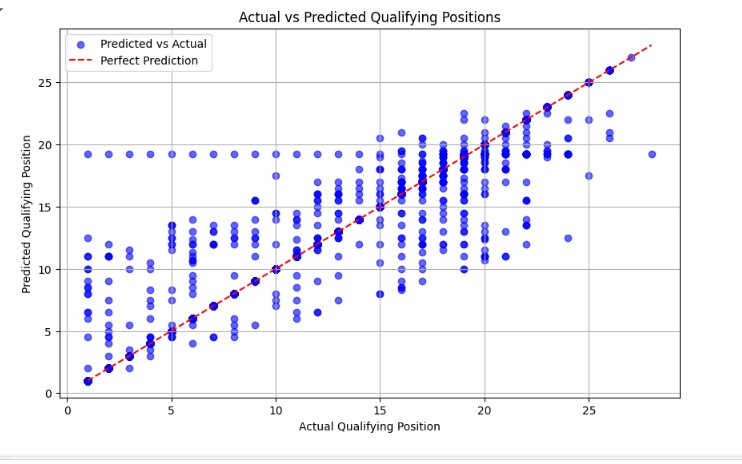 Actual vs Predicted Qualifying Positions
Predicted vs Actual
Perfect Prediction
25
20
15
10
5
0
Predicted Qualifying Position
0 5 10 15 20 25
Actual Qualifying Position